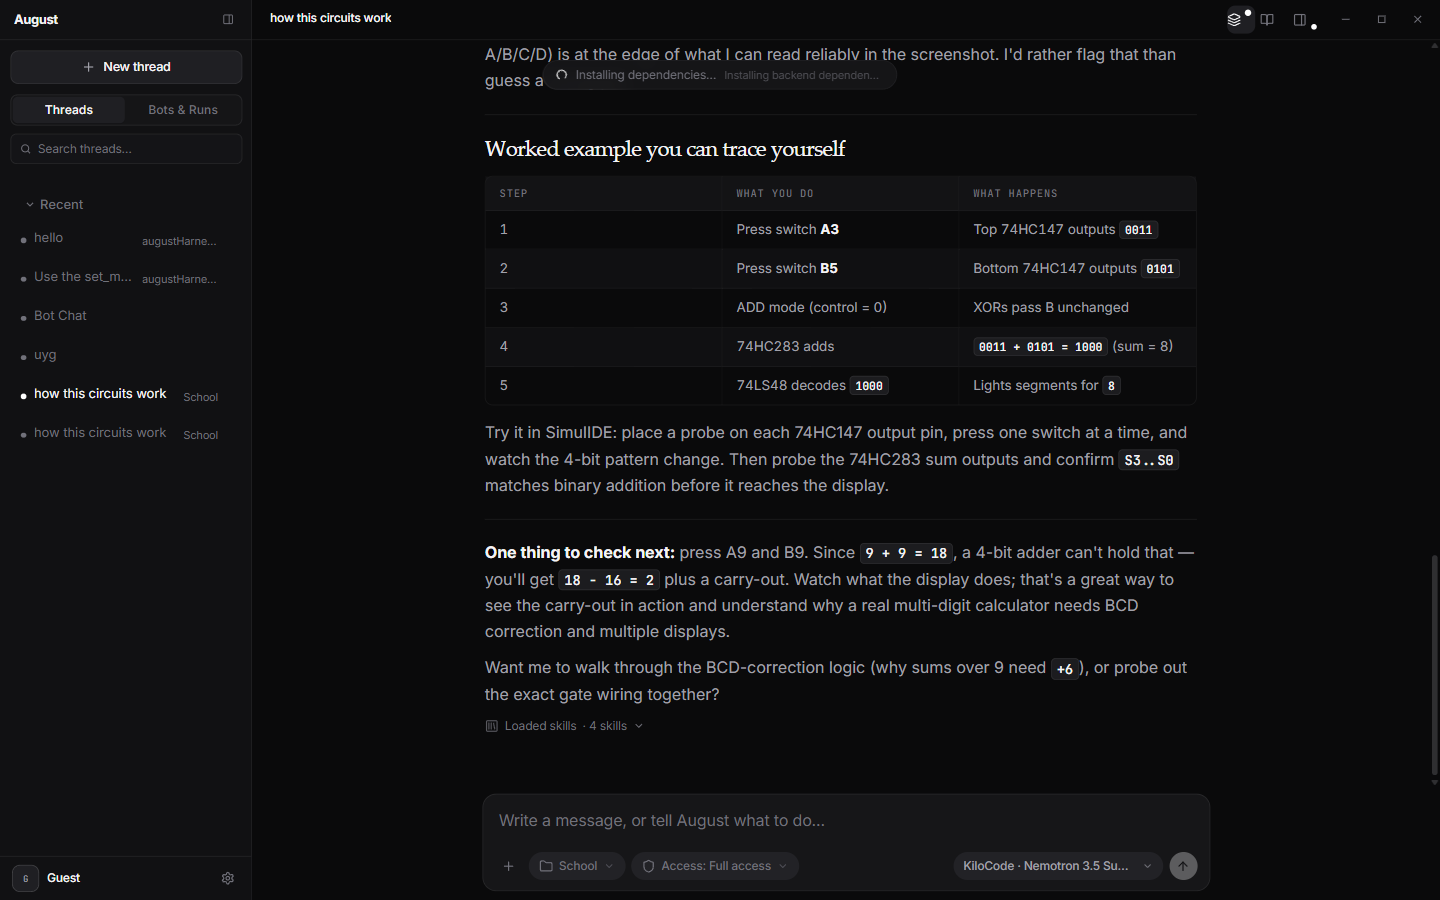 August
how this circuits work
New thread
Threads
Bots & Runs
Search threads...
Recent
hello
augustHarne...
Use the set_m...
augustHarne...
Bot Chat
uyg
how this circuits work
School
how this circuits work
School
G
Guest
A/B/C/D) is at the edge of what I can read reliably in the screenshot. I'd rather flag that than
guess a
Installing dependencies...
Installing backend dependen...
Worked example you can trace yourself
STEP WHAT YOU DO WHAT HAPPENS
1 Press switch A3 Top 74HC147 outputs 0011
2 Press switch B5 Bottom 74HC147 outputs 0101
3 ADD mode (control = 0) XORs pass B unchanged
4 74HC283 adds 0011 + 0101 = 1000 (sum = 8)
5 74LS48 decodes 1000 Lights segments for 8
Try it in SimulIDE: place a probe on each 74HC147 output pin, press one switch at a time, and
watch the 4-bit pattern change. Then probe the 74HC283 sum outputs and confirm S3..S0
matches binary addition before it reaches the display.
One thing to check next: press A9 and B9. Since 9 + 9 = 18, a 4-bit adder can't hold that —
you'll get 18 - 16 = 2 plus a carry-out. Watch what the display does; that's a great way to
see the carry-out in action and understand why a real multi-digit calculator needs BCD
correction and multiple displays.
Want me to walk through the BCD-correction logic (why sums over 9 need +6), or probe out
the exact gate wiring together?
Loaded skills · 4 skills
Write a message, or tell August what to do...
School
Access: Full access
KiloCode · Nemotron 3.5 Su...